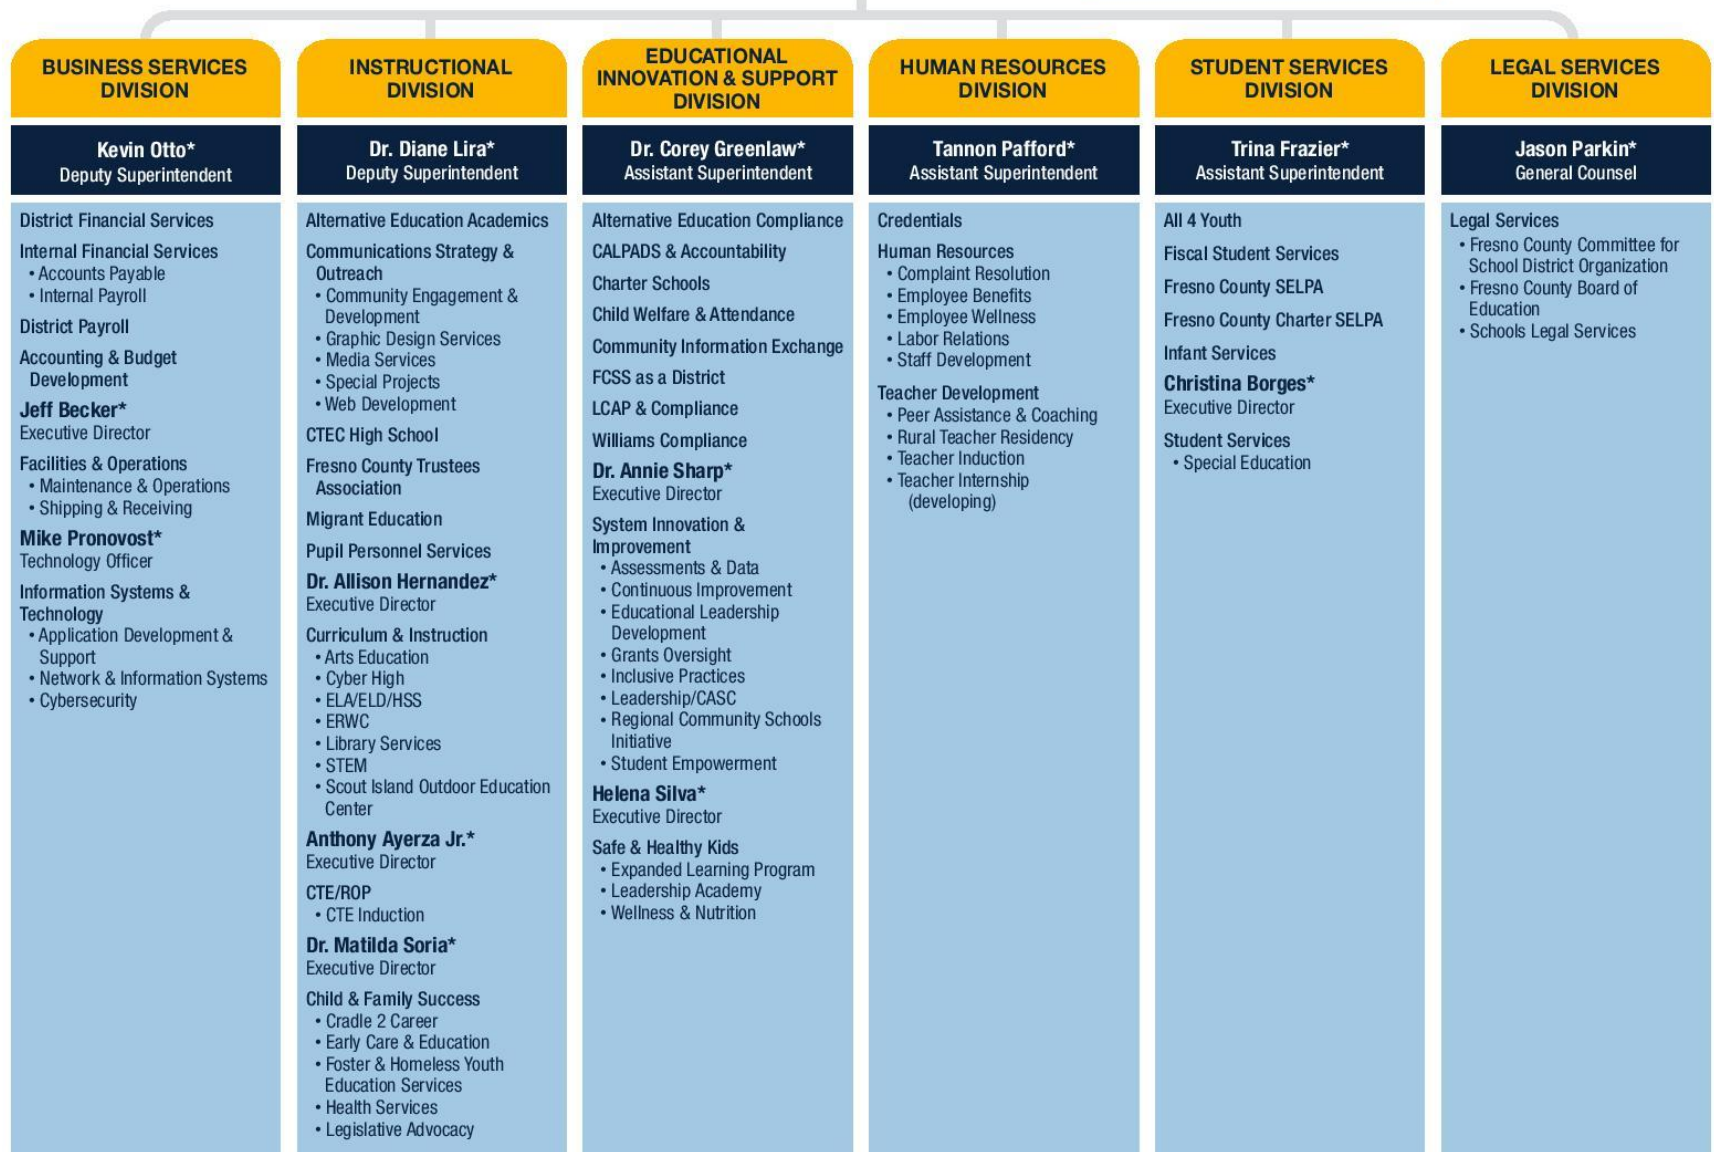 BUSINESS SERVICES
DIVISION
Kevin Otto*
Deputy Superintendent
District Financial Services
Internal Financial Services
• Accounts Payable
• Internal Payroll
District Payroll
Accounting & Budget
Development
Jeff Becker*
Executive Director
Facilities & Operations
• Maintenance & Operations
• Shipping & Receiving
Mike Pronovost*
Technology Officer
Information Systems &
Technology
• Application Development &
Support
• Network & Information Systems
• Cybersecurity
INSTRUCTIONAL
DIVISION
Dr. Diane Lira*
Deputy Superintendent
Alternative Education Academics
Communications Strategy &
Outreach
• Community Engagement &
Development
• Graphic Design Services
• Media Services
• Special Projects
• Web Development
CTEC High School
Fresno County Trustees
Association
Migrant Education
Pupil Personnel Services
Dr. Allison Hernandez*
Executive Director
Curriculum & Instruction
• Arts Education
• Cyber High
• ELA/ELD/HSS
• ERWC
• Library Services
• STEM
• Scout Island Outdoor Education
Center
Anthony Ayerza Jr.*
Executive Director
CTE/ROP
• CTE Induction
Dr. Matilda Soria*
Executive Director
Child & Family Success
• Cradle 2 Career
• Early Care & Education
• Foster & Homeless Youth
Education Services
• Health Services
• Legislative Advocacy
EDUCATIONAL
INNOVATION & SUPPORT
DIVISION
Dr. Corey Greenlaw*
Assistant Superintendent
Alternative Education Compliance
CALPADS & Accountability
Charter Schools
Child Welfare & Attendance
Community Information Exchange
FCSS as a District
LCAP & Compliance
Williams Compliance
Dr. Annie Sharp*
Executive Director
System Innovation &
Improvement
• Assessments & Data
• Continuous Improvement
• Educational Leadership
Development
• Grants Oversight
• Inclusive Practices
• Leadership/CASC
• Regional Community Schools
Initiative
• Student Empowerment
Helena Silva*
Executive Director
Safe & Healthy Kids
• Expanded Learning Program
• Leadership Academy
• Wellness & Nutrition
HUMAN RESOURCES
DIVISION
Tannon Pafford*
Assistant Superintendent
Credentials
Human Resources
• Complaint Resolution
• Employee Benefits
• Employee Wellness
• Labor Relations
• Staff Development
Teacher Development
• Peer Assistance & Coaching
• Rural Teacher Residency
• Teacher Induction
• Teacher Internship
(developing)
STUDENT SERVICES
DIVISION
Trina Frazier*
Assistant Superintendent
All 4 Youth
Fiscal Student Services
Fresno County SELPA
Fresno County Charter SELPA
Infant Services
Christina Borges*
Executive Director
Student Services
• Special Education
LEGAL SERVICES
DIVISION
Jason Parkin*
General Counsel
Legal Services
• Fresno County Committee for
School District Organization
• Fresno County Board of
Education
• Schools Legal Services